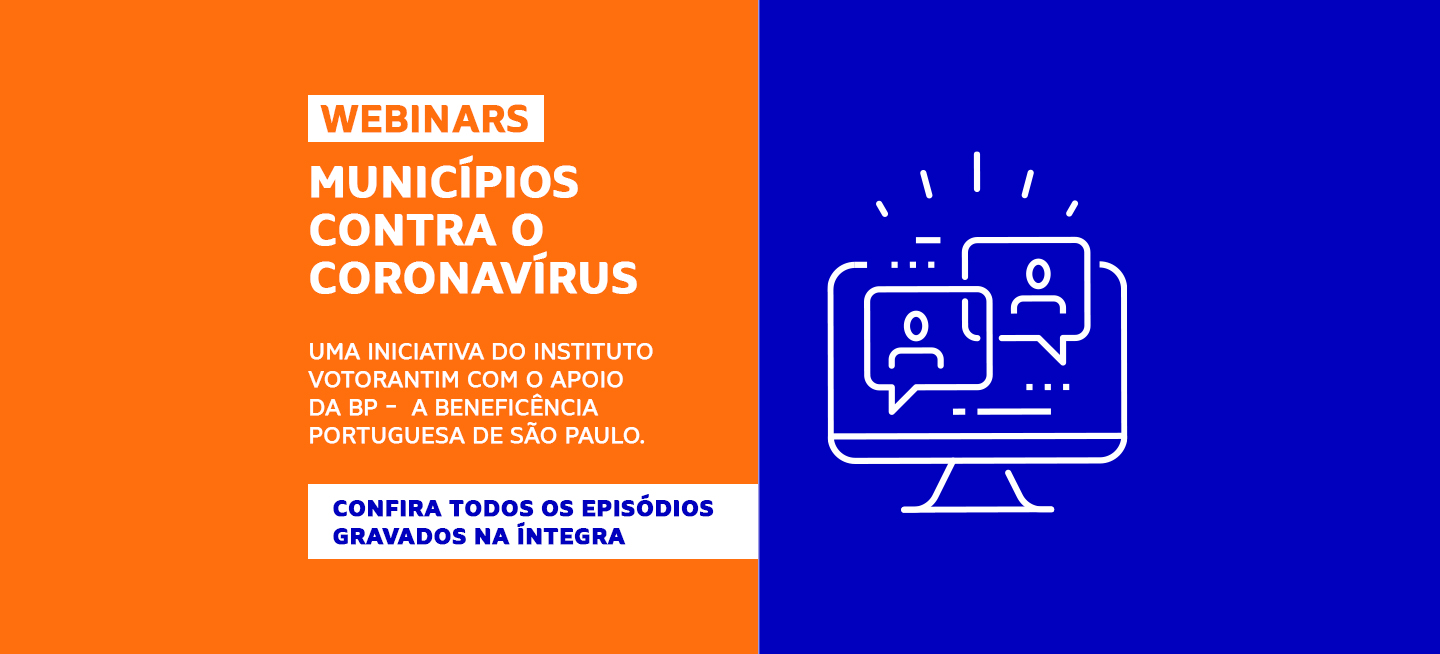 WEBINARS
MUNICÍPIOS
CONTRA O
CORONAVÍRUS
UMA INICIATIVA DO INSTITUTO
VOTORANTIM COM O APOIO
DA BP - A BENEFICÊNCIA
PORTUGUESA DE SÃO PAULO.
CONFIRA TODOS OS EPISÓDIOS
GRAVADOS NA ÍNTEGRA